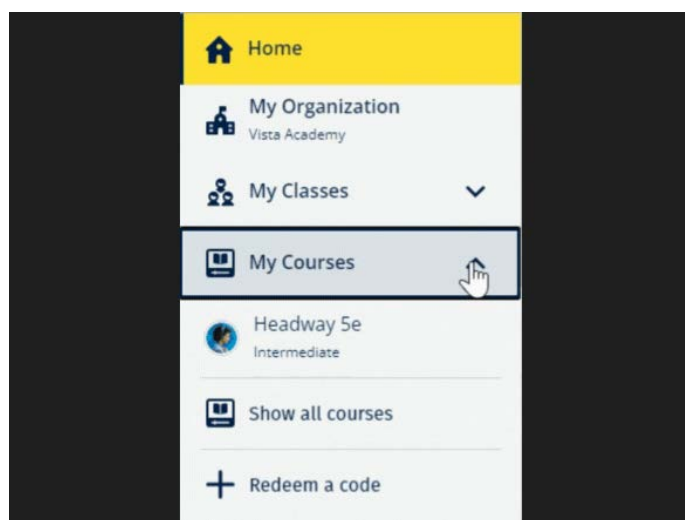 Home
My Organization
Vista Academy
My Classes
My Courses
Headway 5e
Intermediate
Show all courses
Redeem a code